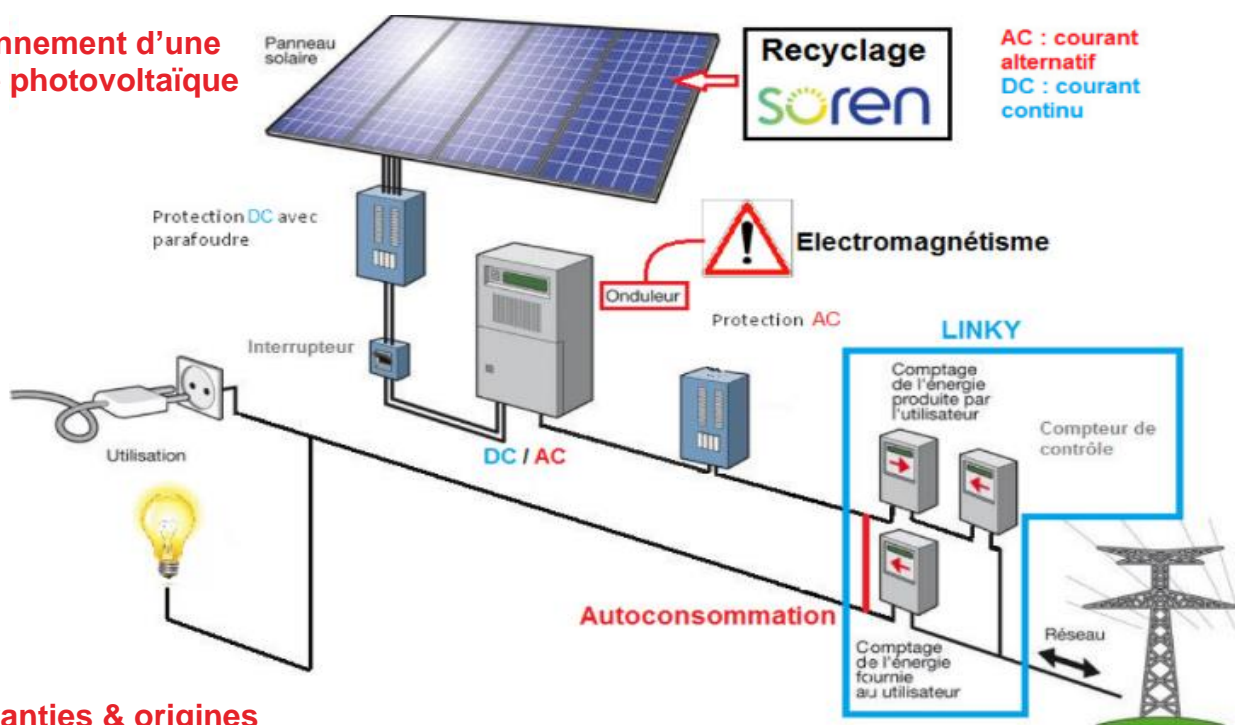 nnement d’une
photovoltaïque
Panneau
solaire
Recyclage
soren
AC : courant
alternatif
DC : courant
continu
Protection DC avec
parafoudre
Electromagnétisme
Onduleur
Protection AC
Interrupteur
LINKY
Comptage
de l'énergie
produite par
l'utilisateur
Compteur de
contrôle
Utilisation
DC / AC
Autoconsommation
Réseau
Comptage
de l'énergie
fournie
au utilisateur
anties & origines